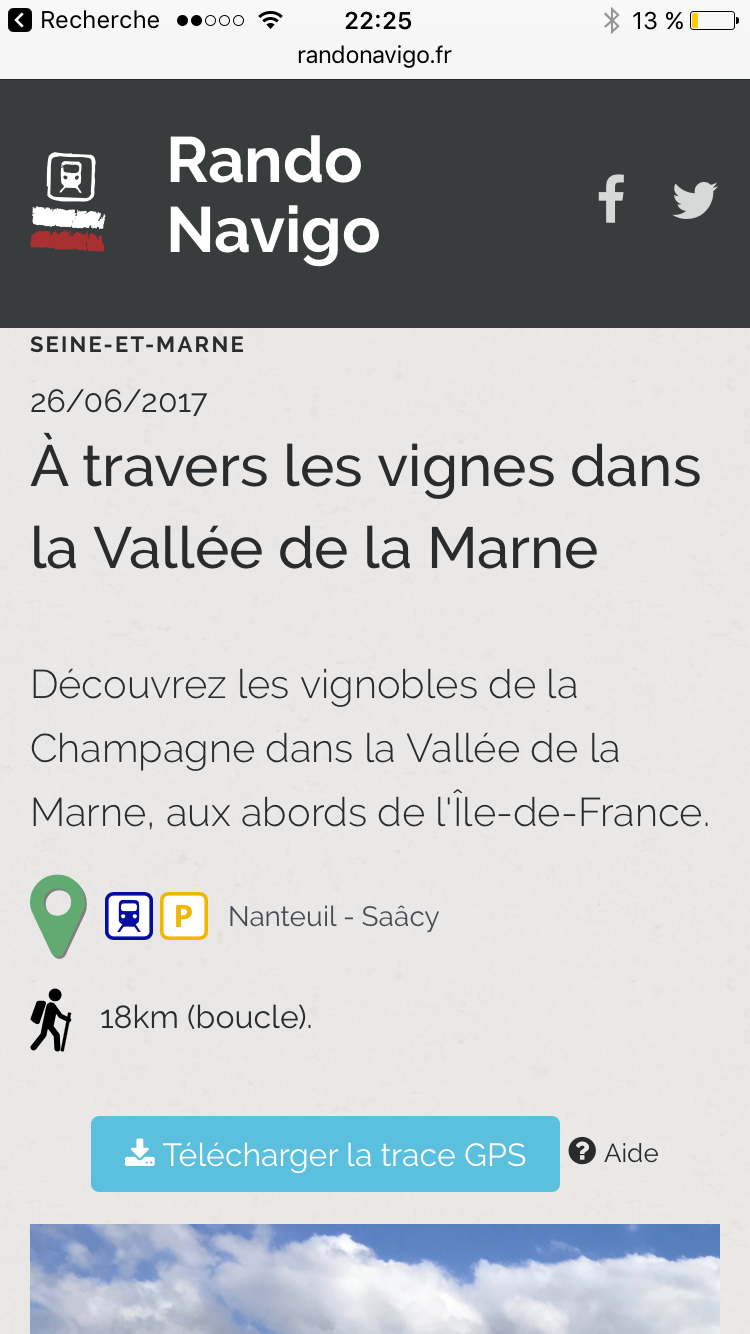 Recherche 22:25 13 %
randonavigo.fr
Rando
Navigo
SEINE-ET-MARNE
26/06/2017
À travers les vignes dans
la Vallée de la Marne
Découvrez les vignobles de la
Champagne dans la Vallée de la
Marne, aux abords de l'Île-de-France.
P Nanteuil - Saâcy
18km (boucle).
Télécharger la trace GPS ? Aide